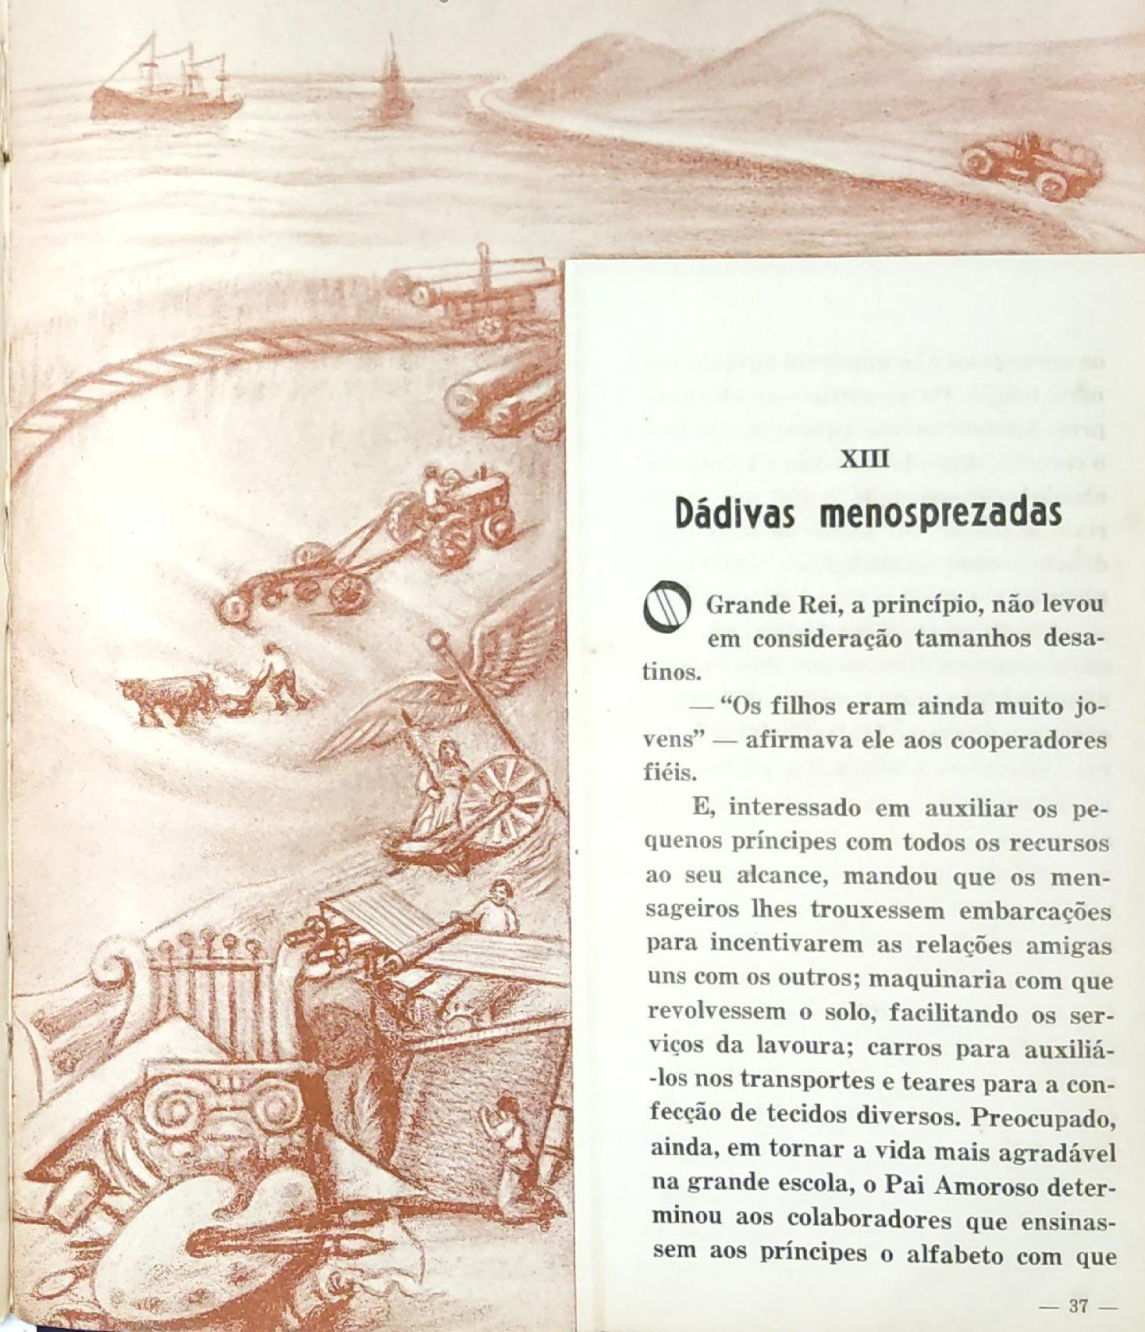 XIII
Dádivas menosprezadas
O Grande Rei, a princípio, não levou
em consideração tamanhos desa-
tinos.
— “Os filhos eram ainda muito jo-
vens” — afirmava ele aos cooperadores
fiéis.
E, interessado em auxiliar os pe-
quenos príncipes com todos os recursos
ao seu alcance, mandou que os men-
sageiros lhes trouxessem embarcações
para incentivarem as relações amigas
uns com os outros; maquinaria com que
revolvessem o solo, facilitando os ser-
viços da lavoura; carros para auxiliá-
-los nos transportes e teares para a con-
fecção de tecidos diversos. Preocupado,
ainda, em tornar a vida mais agradável
na grande escola, o Pai Amoroso deter-
minou aos colaboradores que ensinas-
sem aos príncipes o alfabeto com que
— 37 —